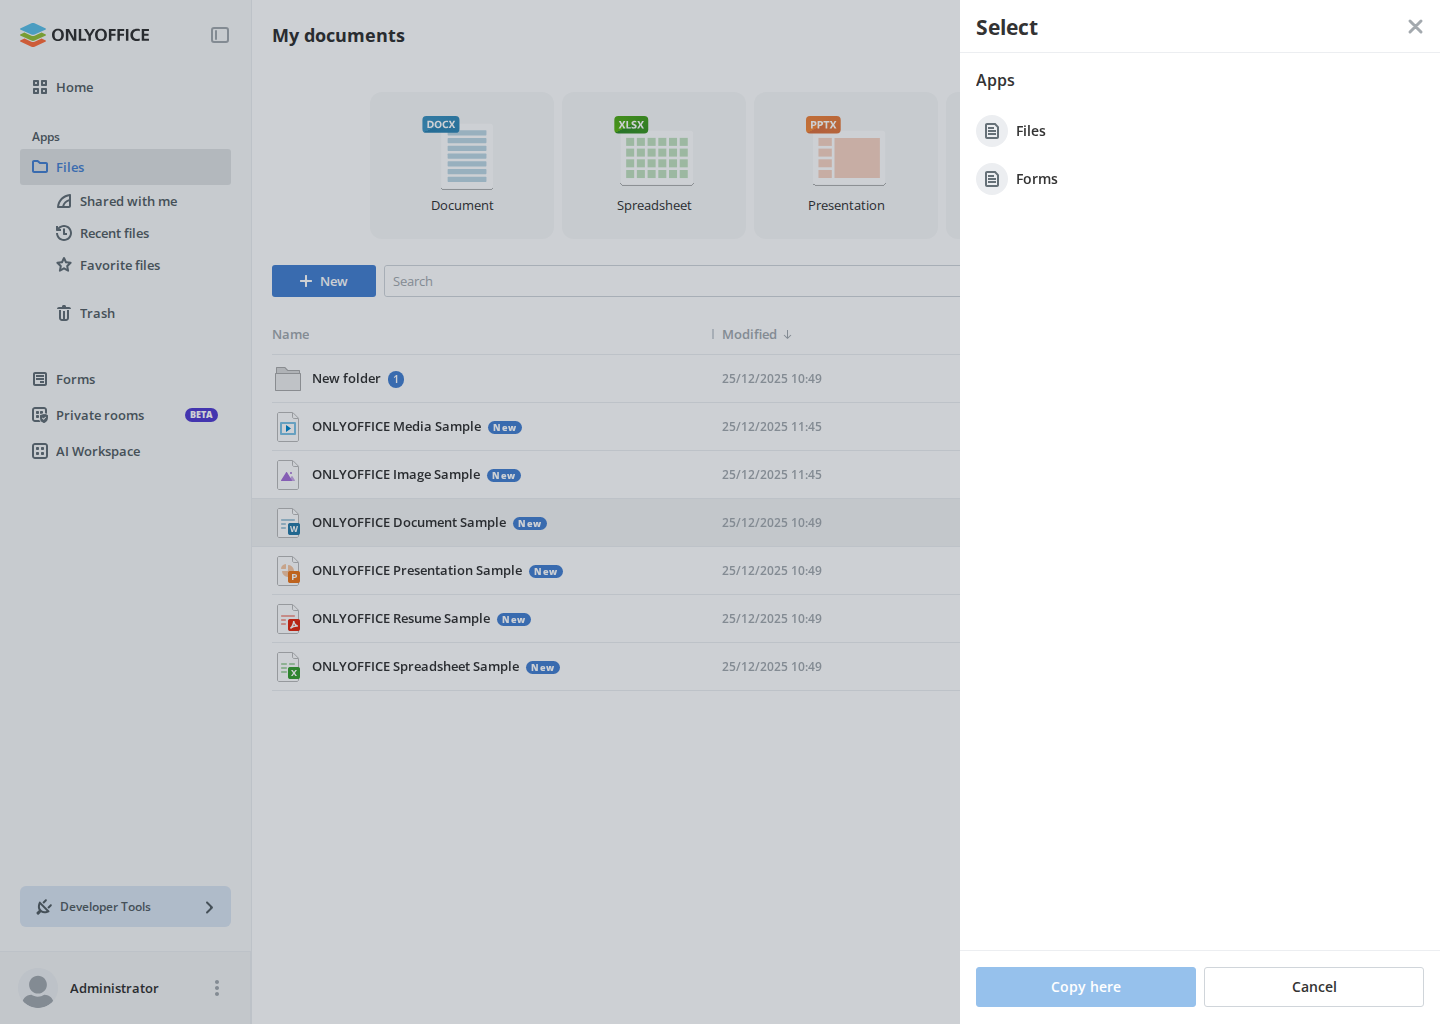 ONLYOFFICE
Home
Apps
Files
Shared with me
Recent files
Favorite files
Trash
Forms
Private rooms BETA
AI Workspace
Developer Tools
Administrator
My documents
DOCX
Document
XLSX
Spreadsheet
PPTX
Presentation
New
Search
Name Modified
New folder 1 25/12/2025 10:49
ONLYOFFICE Media Sample New 25/12/2025 11:45
ONLYOFFICE Image Sample New 25/12/2025 11:45
ONLYOFFICE Document Sample New 25/12/2025 10:49
ONLYOFFICE Presentation Sample New 25/12/2025 10:49
ONLYOFFICE Resume Sample New 25/12/2025 10:49
ONLYOFFICE Spreadsheet Sample New 25/12/2025 10:49
Select
Apps
Files
Forms
Copy here
Cancel